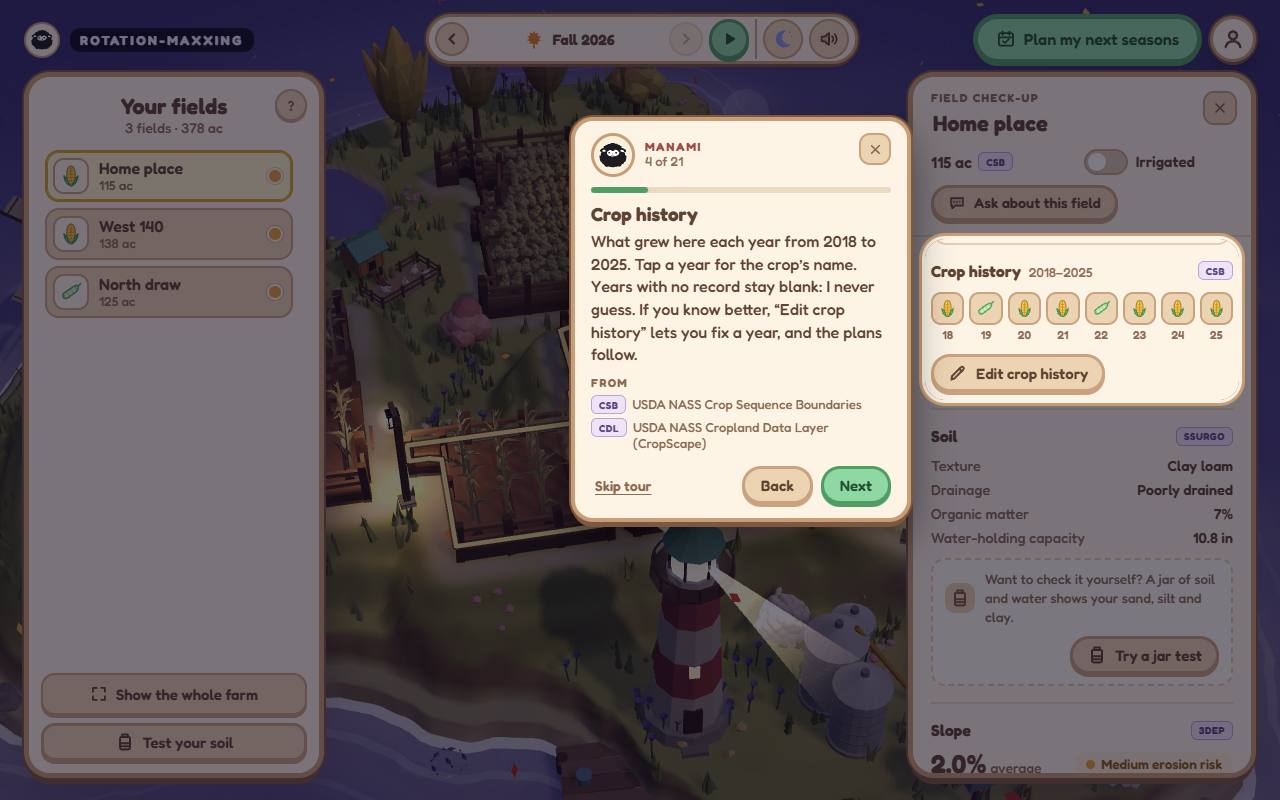 ROTATION-MAXXING
Fall 2026
Plan my next seasons
Your fields
?
3 fields · 378 ac
Home place
115 ac
West 140
138 ac
North draw
125 ac
Show the whole farm
Test your soil
MANAMI
4 of 21
Crop history
What grew here each year from 2018 to
2025. Tap a year for the crop's name.
Years with no record stay blank: I never
guess. If you know better, “Edit crop
history” lets you fix a year, and the plans
follow.
FROM
CSB USDA NASS Crop Sequence Boundaries
CDL USDA NASS Cropland Data Layer
(CropScape)
Skip tour
Back
Next
FIELD CHECK-UP
Home place
115 ac CSB Irrigated
Ask about this field
Crop history 2018–2025 CSB
18 19 20 21 22 23 24 25
Edit crop history
Soil SSURGO
Texture Clay loam
Drainage Poorly drained
Organic matter 7%
Water-holding capacity 10.8 in
Want to check it yourself? A jar of soil
and water shows your sand, silt and
clay.
Try a jar test
Slope 3DEP
2.0% average Medium erosion risk